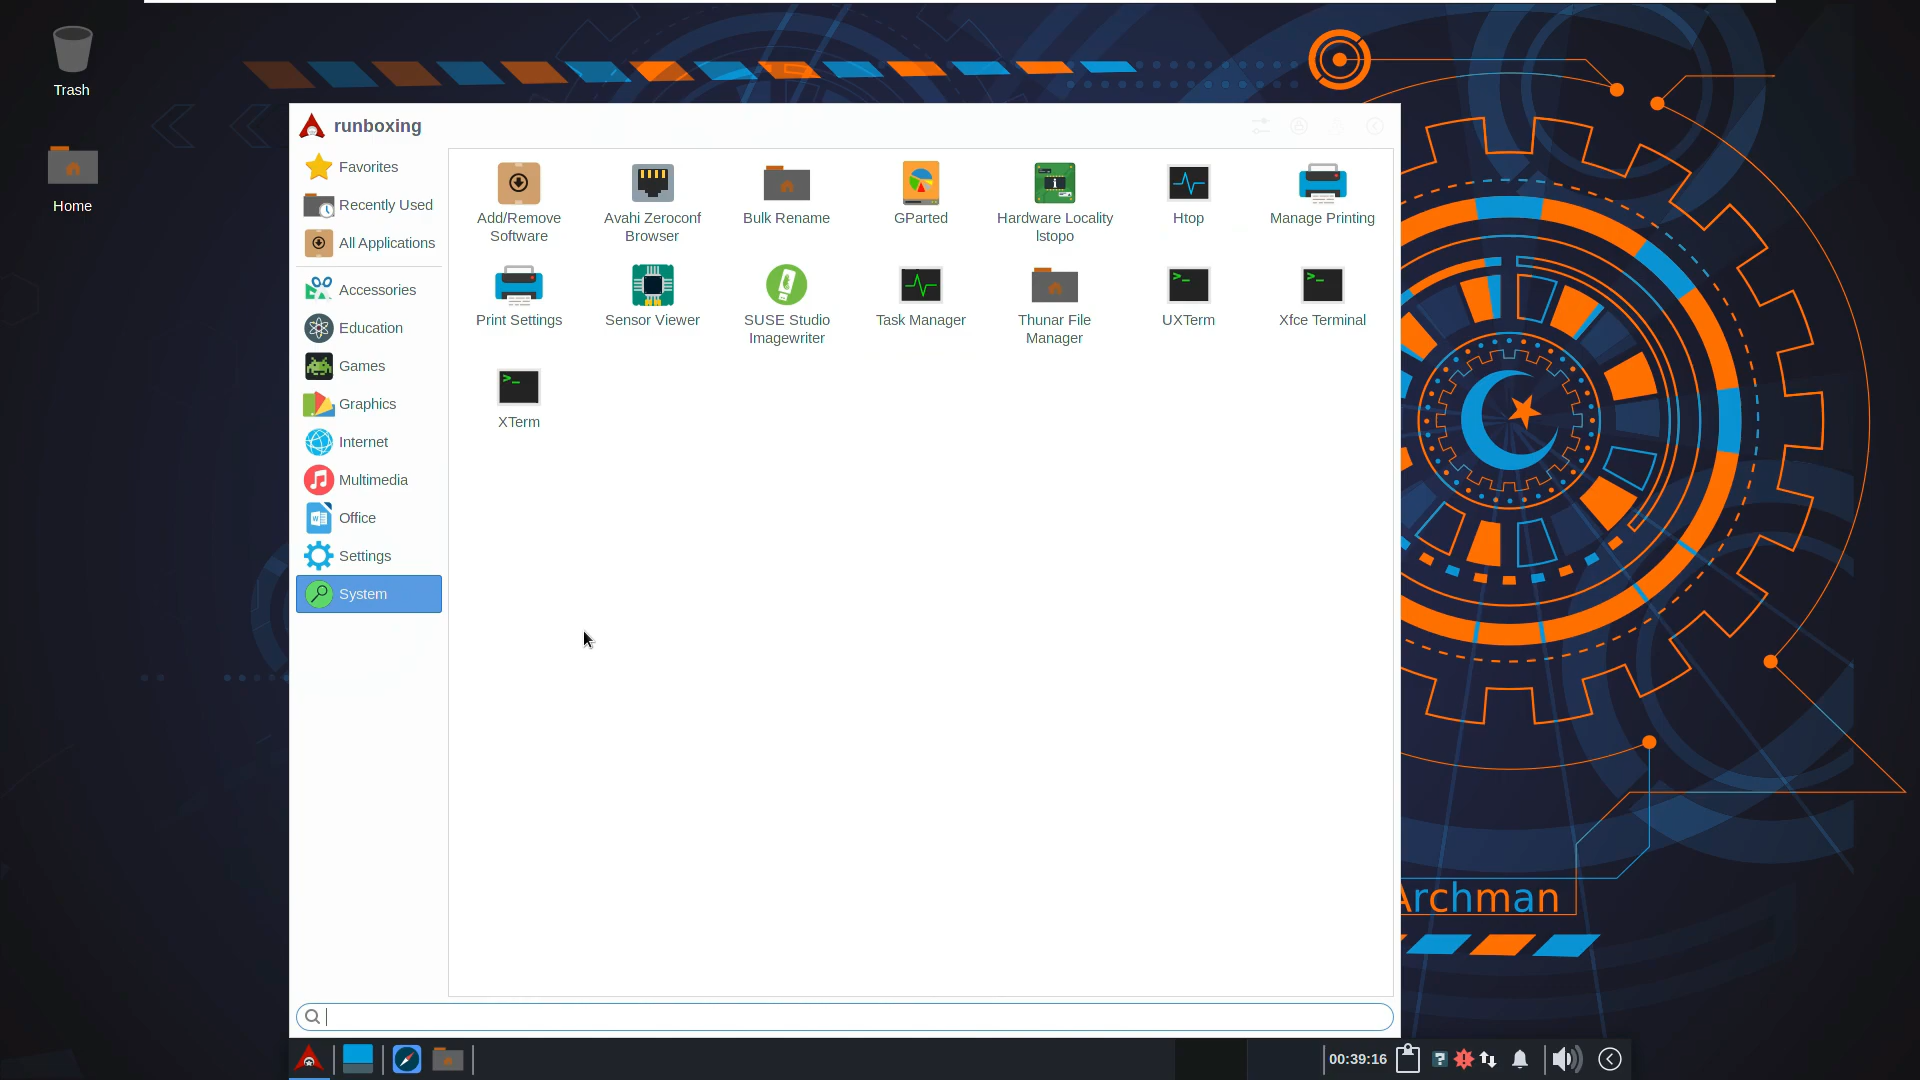 Trash
Home
runboxing
Favorites
Recently Used
All Applications
Accessories
Education
Games
Graphics
Internet
Multimedia
Office
Settings
System
Add/Remove
Software
Avahi Zeroconf
Browser
Bulk Rename
GParted
Hardware Locality
lstopo
Htop
Manage Printing
Print Settings
Sensor Viewer
SUSE Studio
Imagewriter
Task Manager
Thunar File
Manager
UXTerm
Xfce Terminal
XTerm
Archman
00:39:16